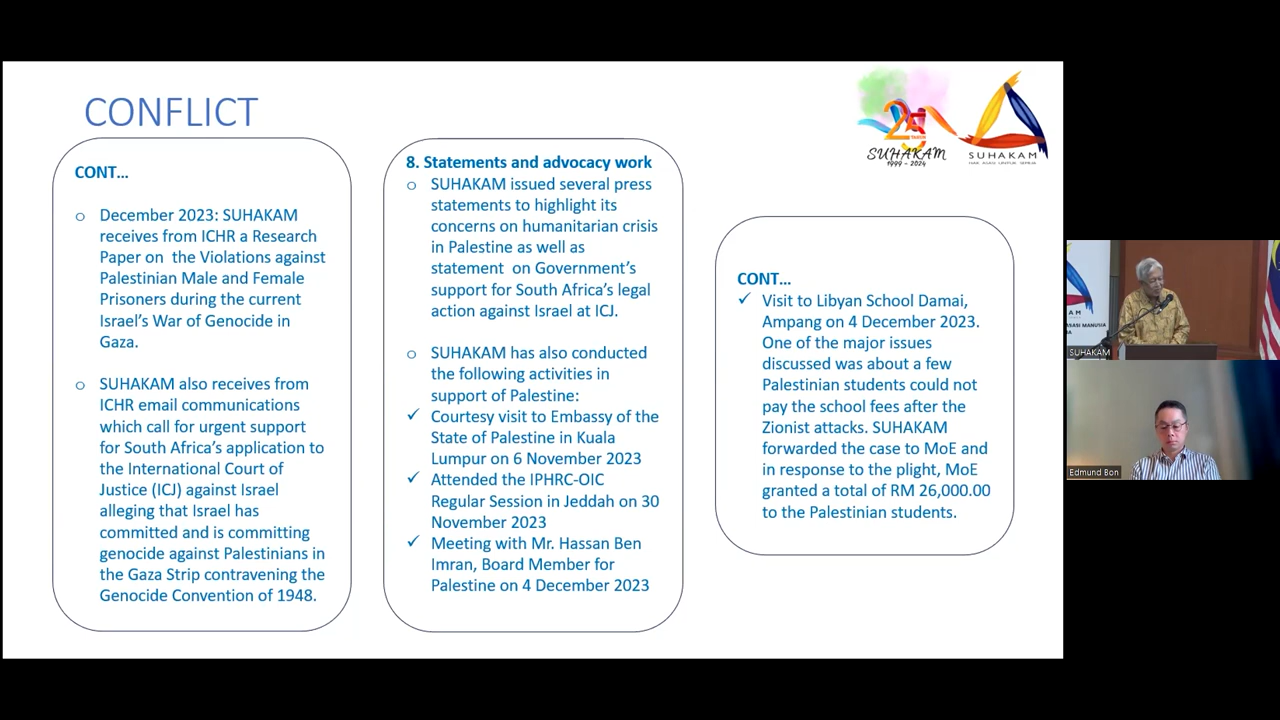 CONFLICT
CONT...
o December 2023: SUHAKAM
receives from ICHR a Research
Paper on the Violations against
Palestinian Male and Female
Prisoners during the current
Israel's War of Genocide in
Gaza.
o SUHAKAM also receives from
ICHR email communications
which call for urgent support
for South Africa's application to
the International Court of
Justice (ICJ) against Israel
alleging that Israel has
committed and is committing
genocide against Palestinians in
the Gaza Strip contravening the
Genocide Convention of 1948.
8. Statements and advocacy work
o SUHAKAM issued several press
statements to highlight its
concerns on humanitarian crisis
in Palestine as well as
statement on Government's
support for South Africa's legal
action against Israel at ICJ.
o SUHAKAM has also conducted
the following activities in
support of Palestine:
✓ Courtesy visit to Embassy of the
State of Palestine in Kuala
Lumpur on 6 November 2023
✓ Attended the IPHRC-OIC
Regular Session in Jeddah on 30
November 2023
✓ Meeting with Mr. Hassan Ben
Imran, Board Member for
Palestine on 4 December 2023
CONT...
✓ Visit to Libyan School Damai,
Ampang on 4 December 2023.
One of the major issues
discussed was about a few
Palestinian students could not
pay the school fees after the
Zionist attacks. SUHAKAM
forwarded the case to MoE and
in response to the plight, MoE
granted a total of RM 26,000.00
to the Palestinian students.
25
TAHUN
SUHAKAM
1999 - 2024
SUHAKAM
HAK ASASI UNTUK SEMUA
SUHAKAM
Edmund Bon